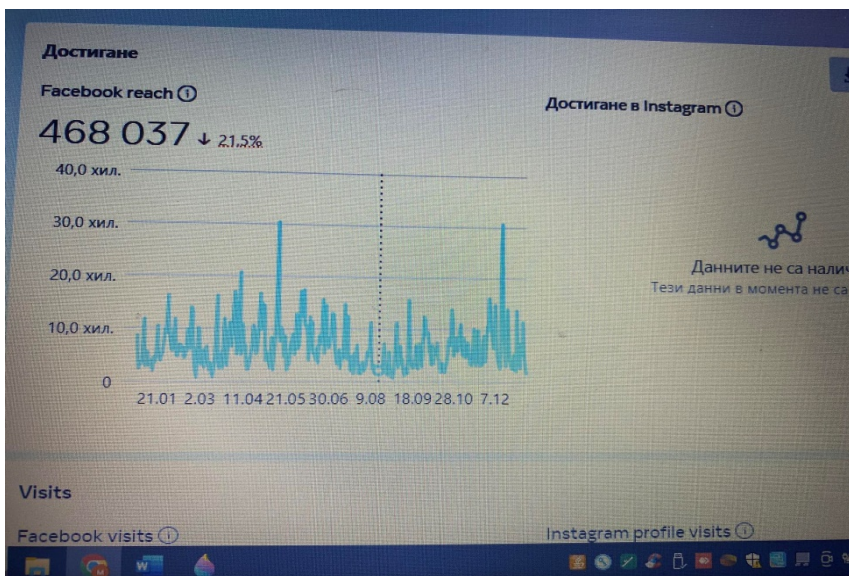 Достигане
Facebook reach
468 037 ↓ 21.5%
40,0 хил.
30,0 хил.
20,0 хил.
10,0 хил.
0
21.01 2.03 11.04 21.05 30.06 9.08 18.09 28.10 7.12
Достигане в Instagram
Данните не са
Тези данни в момента не са
Visits
Facebook visits
Instagram profile visits
W